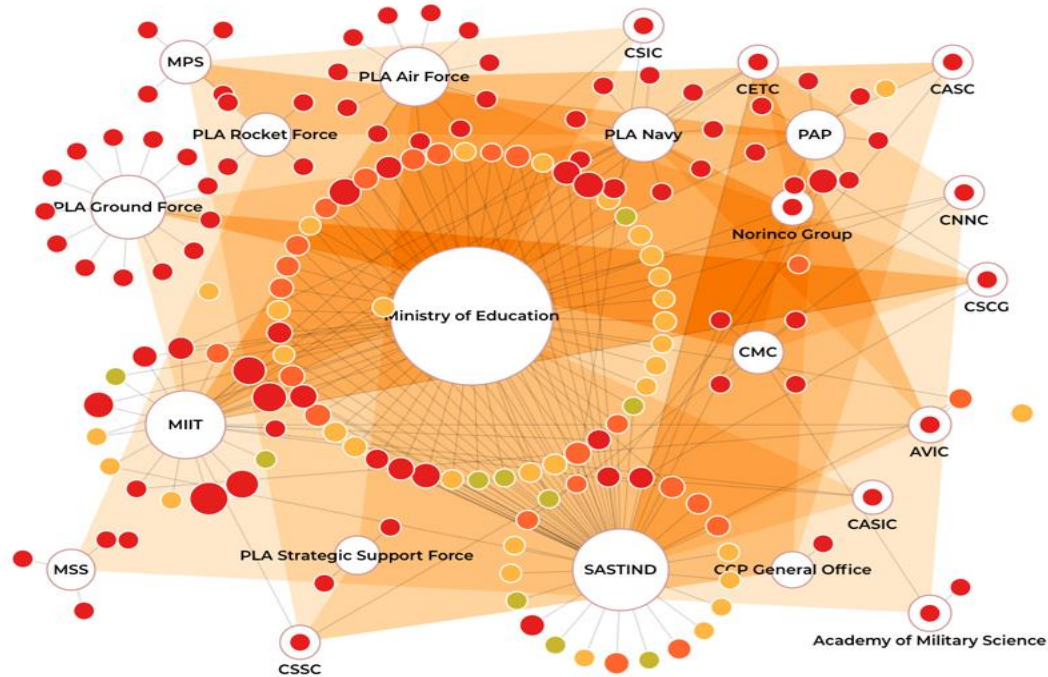 CSIC
MPS
PLA Air Force
CETC
CASC
PLA Rocket Force
PLA Navy
PAP
PLA Ground Force
CNNC
Norinco Group
Ministry of Education
CSCG
CMC
MIIT
AVIC
CASIC
PLA Strategic Support Force
MSS
SASTIND
CCP General Office
Academy of Military Science
CSSC